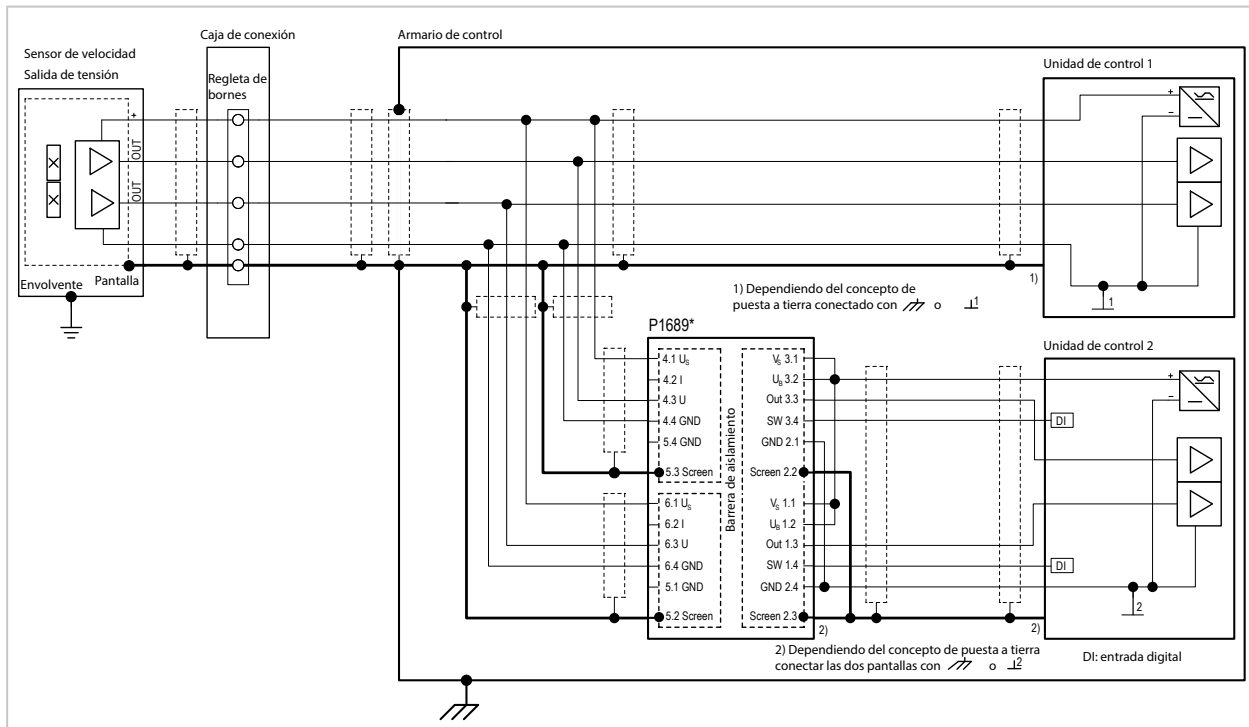 Sensor de velocidad
Salida de tensión
Caja de conexión
Regleta de
bornes
Armario de control
Unidad de control 1
+
OUT
OUT
Envolvente
Pantalla
+
–
1
1)
1) Dependiendo del concepto de
puesta a tierra conectado con o 1
P1689*
4.1 US
4.2 I
4.3 U
4.4 GND
5.4 GND
5.3 Screen
6.1 US
6.2 I
6.3 U
6.4 GND
5.1 GND
5.2 Screen
Barrera de aislamiento
VS 3.1
UB 3.2
Out 3.3
SW 3.4
GND 2.1
Screen 2.2
VS 1.1
UB 1.2
Out 1.3
SW 1.4
GND 2.4
Screen 2.3
2)
Unidad de control 2
+
–
DI
DI
2
2)
2) Dependiendo del concepto de puesta a tierra
conectar las dos pantallas con o 2
DI: entrada digital